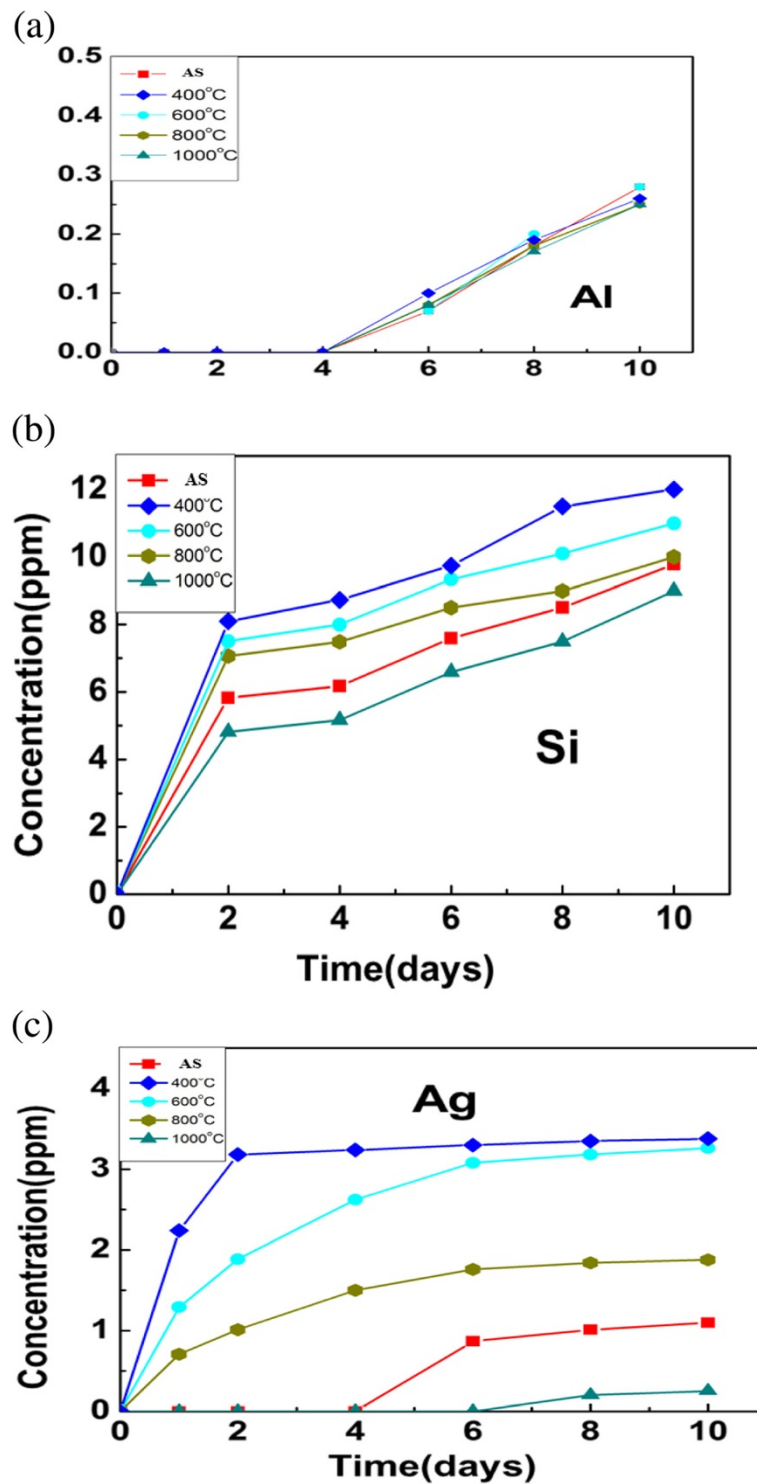 (a)
0.5
0.4
0.3
0.2
0.1
0.0
AS
400°C
600°C
800°C
1000°C
Al
0 2 4 6 8 10
(b)
Concentration(ppm)
12
10
8
6
4
2
0
AS
400°C
600°C
800°C
1000°C
Si
0 2 4 6 8 10
Time(days)
(c)
Concentration(ppm)
4
3
2
1
0
AS
400°C
600°C
800°C
1000°C
Ag
0 2 4 6 8 10
Time(days)